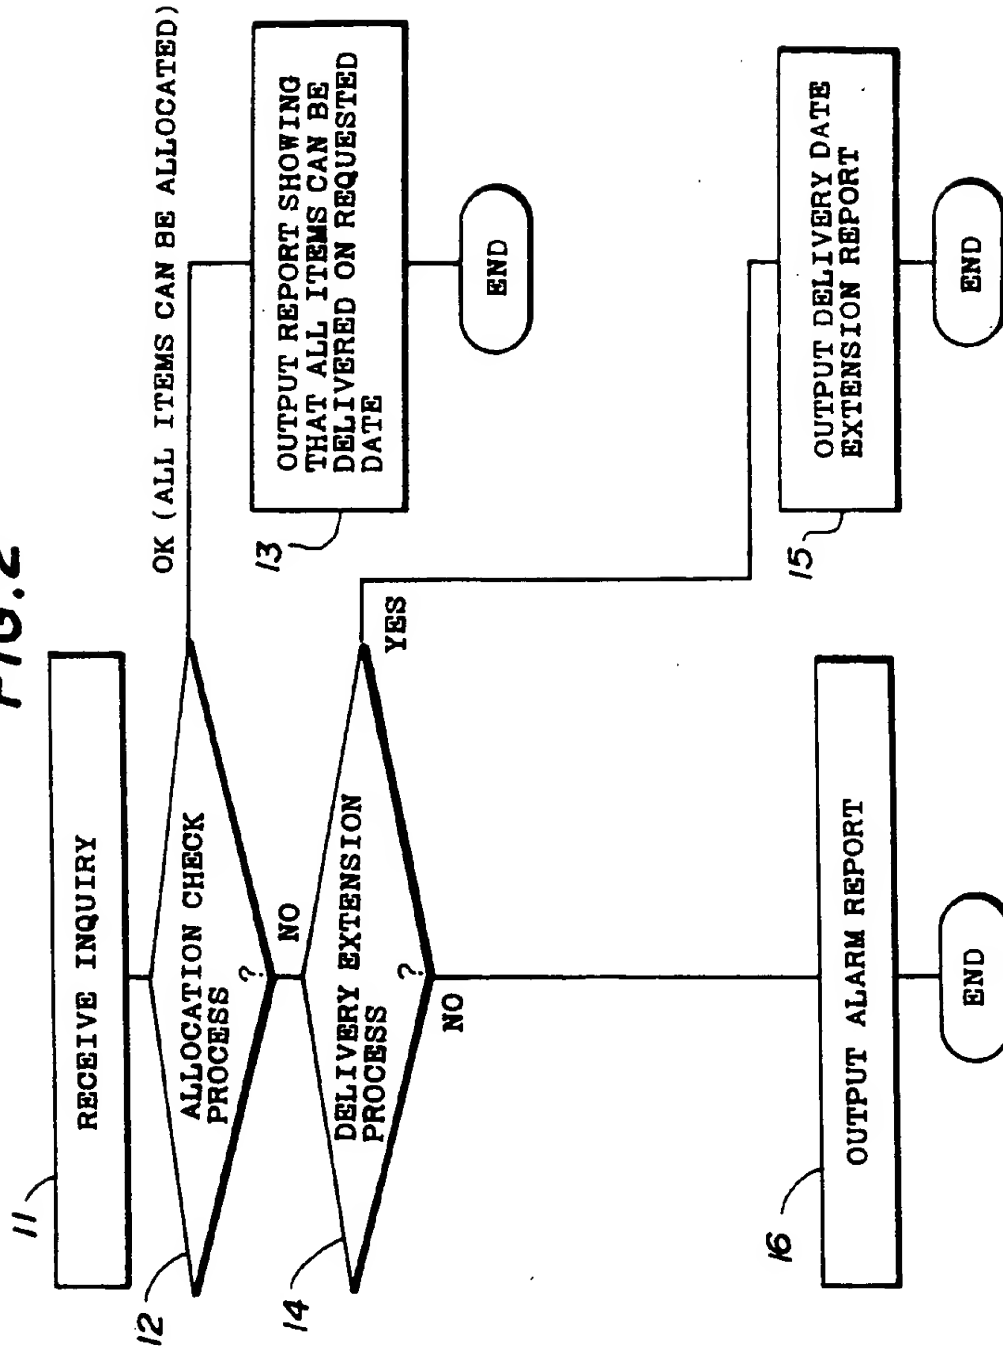 FIG.2
11
RECEIVE INQUIRY
12
ALLOCATION CHECK
PROCESS
?
OK (ALL ITEMS CAN BE ALLOCATED)
NO
13
OUTPUT REPORT SHOWING
THAT ALL ITEMS CAN BE
DELIVERED ON REQUESTED
DATE
END
14
DELIVERY EXTENSION
PROCESS
?
YES
NO
15
OUTPUT DELIVERY DATE
EXTENSION REPORT
END
16
OUTPUT ALARM REPORT
END